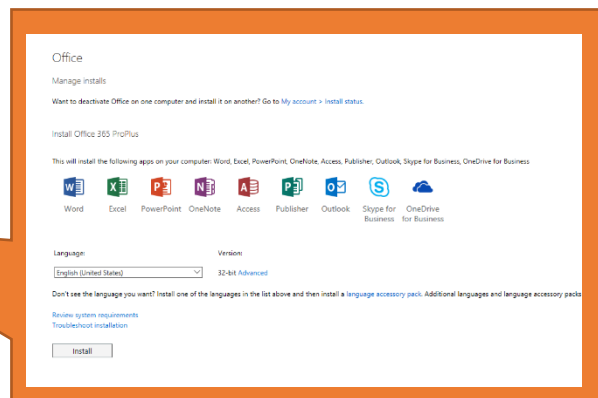 Office
Manage installs
Want to deactivate Office on one computer and install it on another? Go to My account > Install status.
Install Office 365 ProPlus
This will install the following apps on your computer: Word, Excel, PowerPoint, OneNote, Access, Publisher, Outlook, Skype for Business, OneDrive for Business
Word Excel PowerPoint OneNote Access Publisher Outlook Skype for Business OneDrive for Business
Language: Version:
English (United States) 32-bit Advanced
Don't see the language you want? Install one of the languages in the list above and then install a language accessory pack. Additional languages and language accessory packs
Review system requirements
Troubleshoot installation
Install